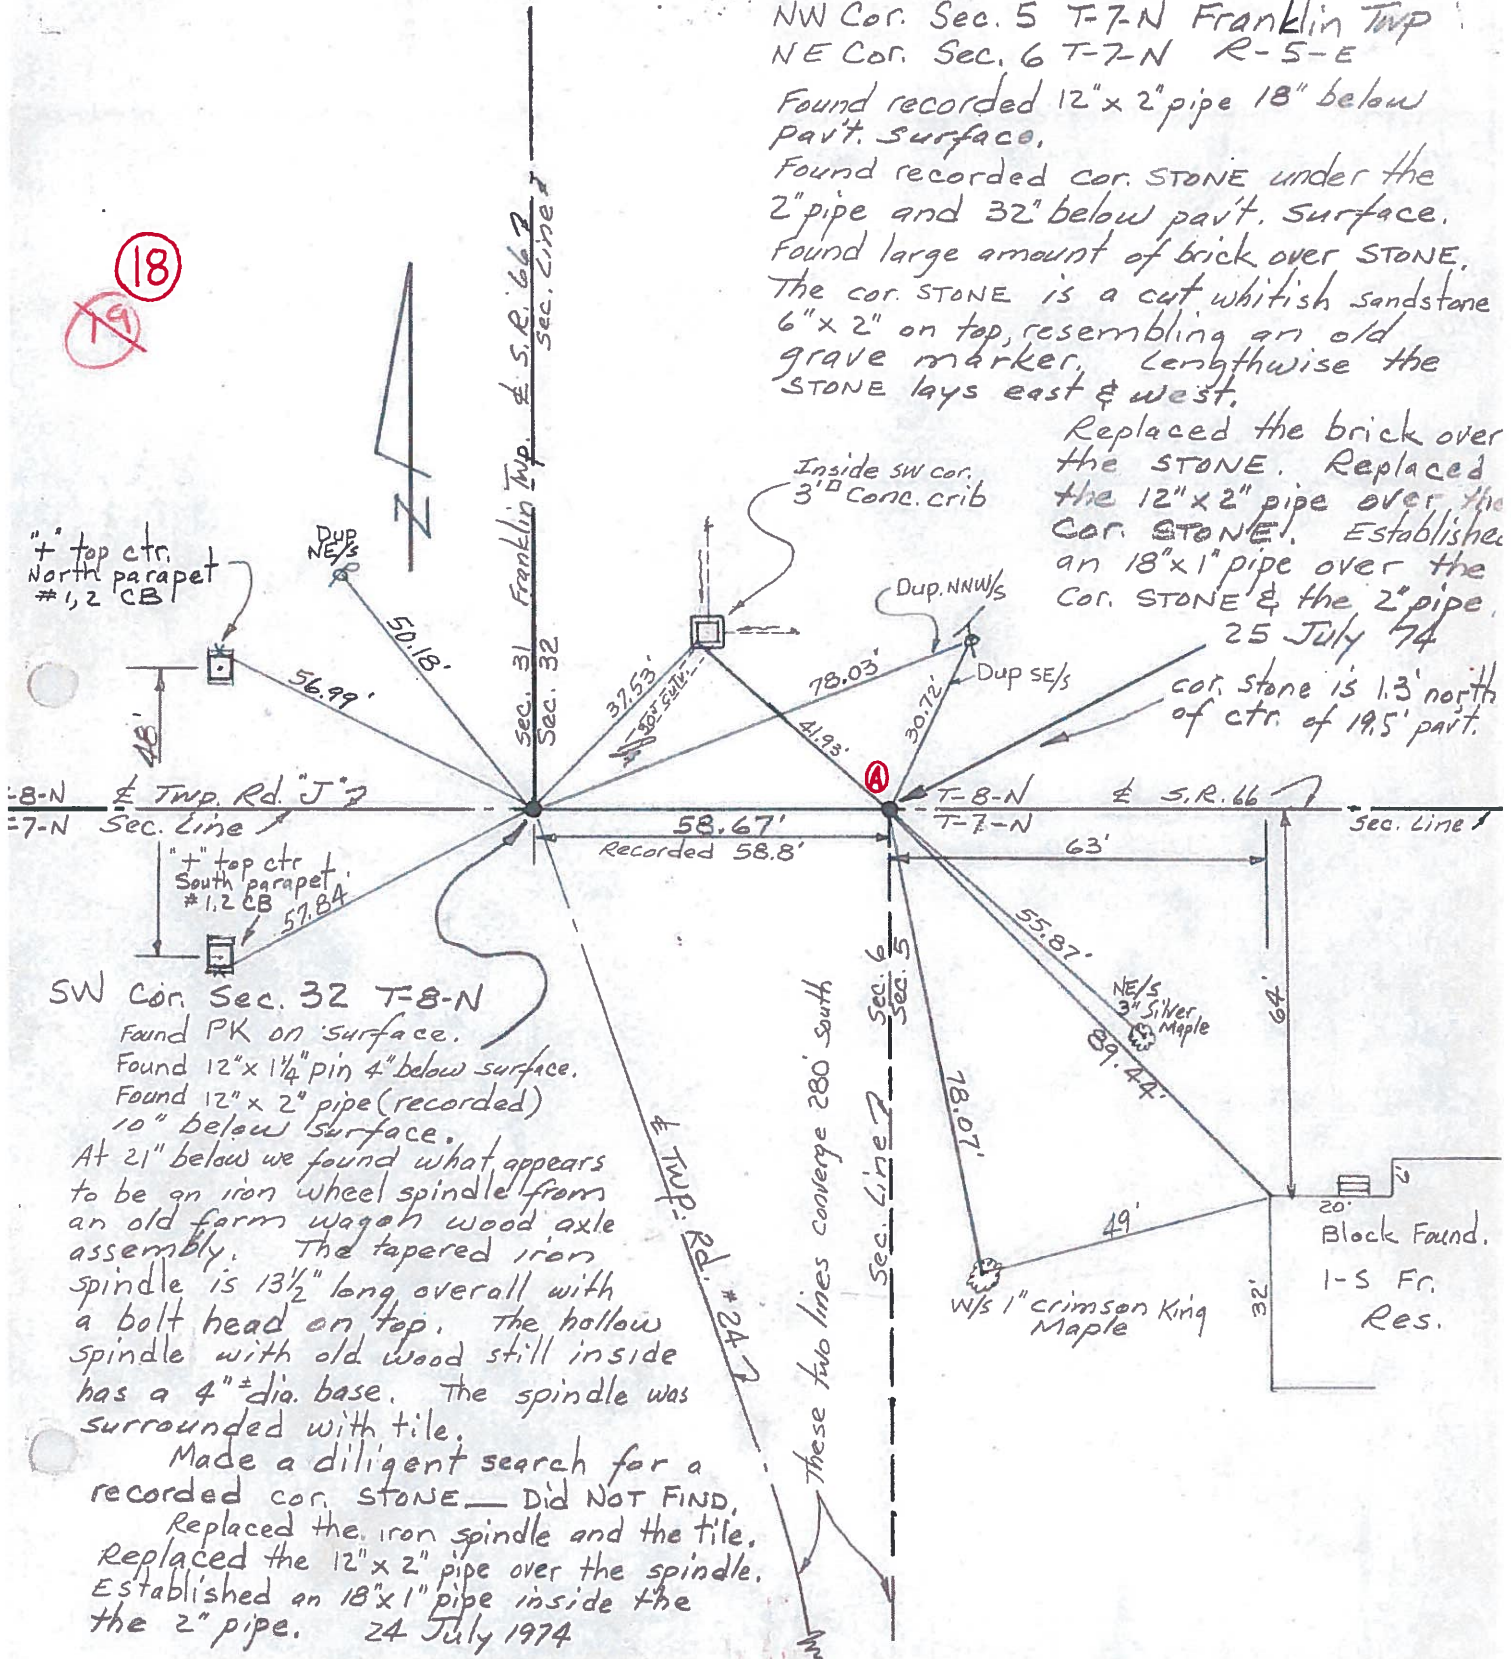 NW Cor. Sec. 5 T-7-N Franklin Twp
NE Cor. Sec. 6 T-7-N R-5-E
Found recorded 12" x 2" pipe 18" below
pav't. surface.
Found recorded cor. STONE under the
2" pipe and 32" below pav't. surface.
Found large amount of brick over STONE.
The cor. STONE is a cut whitish sandstone
6" x 2" on top, resembling an old
grave marker. Lengthwise the
STONE lays east & west.
Replaced the brick over
the STONE. Replaced
the 12" x 2" pipe over the
Cor. STONE. Established
an 18" x 1" pipe over the
Cor. STONE & the 2" pipe.
25 July '74
cor. stone is 1.3' north
of ctr. of 19.5' pav't.
18
19
N
Franklin Twp. ℄ S.R. 66
Sec. Line
Sec. 31
Sec. 32
Inside SW cor.
3'□ Conc. crib
"+" top ctr.
North parapet
#1,2 CB
Dup
NE/s
Dup. NNW/s
Dup SE/s
50.18'
56.99'
37.53'
78.03'
41.93'
30.72'
48'
A
-8-N
-7-N
℄ Twp. Rd. "J"
Sec. Line
T-8-N
T-7-N
℄ S.R. 66
Sec. Line
58.67'
Recorded 58.8'
63'
"+" top ctr
South parapet
#1,2 CB
57.84'
55.87'
NE/s
3" Silver
Maple
89.44'
64'
78.07'
49'
W/s 1" Crimson King
Maple
20'
6'
32'
Block Found.
1-S Fr.
Res.
Sec. 6
Sec. 5
Sec. Line
These two lines converge 280' south
℄ Twp. Rd. #24
SW Cor. Sec. 32 T-8-N
Found PK on surface.
Found 12" x 1¼" pin 4" below surface.
Found 12" x 2" pipe (recorded)
10" below surface.
At 21" below we found what appears
to be an iron wheel spindle from
an old farm wagon wood axle
assembly. The tapered iron
spindle is 13½" long overall with
a bolt head on top. The hollow
spindle with old wood still inside
has a 4"± dia. base. The spindle was
surrounded with tile.
Made a diligent search for a
recorded cor. STONE — Did NOT FIND.
Replaced the iron spindle and the tile.
Replaced the 12" x 2" pipe over the spindle.
Established an 18" x 1" pipe inside the
the 2" pipe. 24 July 1974